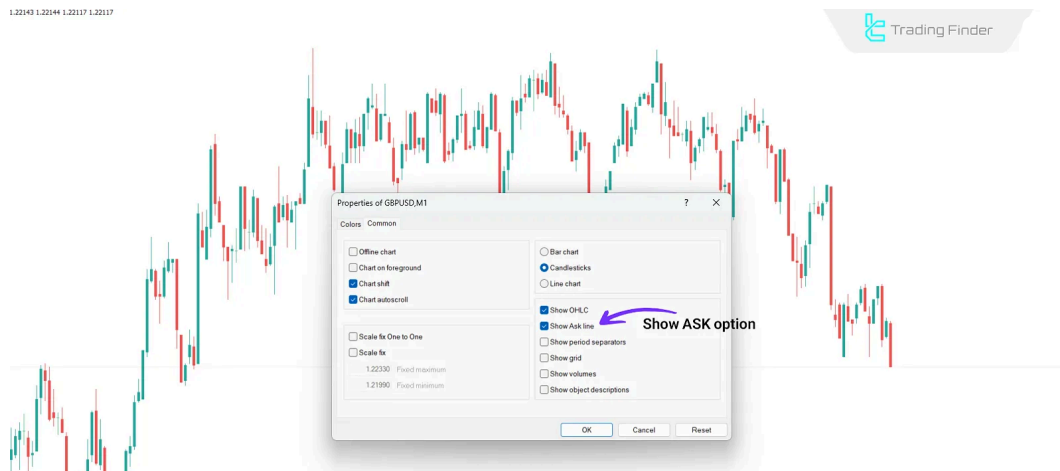 1.22143 1.22144 1.22117 1.22117
Trading Finder
Properties of GBPUSD,M1
?
Colors
Common
Offline chart
Chart on foreground
Chart shift
Chart autoscroll
Scale fix One to One
Scale fix
1.22330 Fixed maximum
1.21990 Fixed minimum
Bar chart
Candlesticks
Line chart
Show OHLC
Show Ask line
Show period separators
Show grid
Show volumes
Show object descriptions
Show ASK option
OK
Cancel
Reset